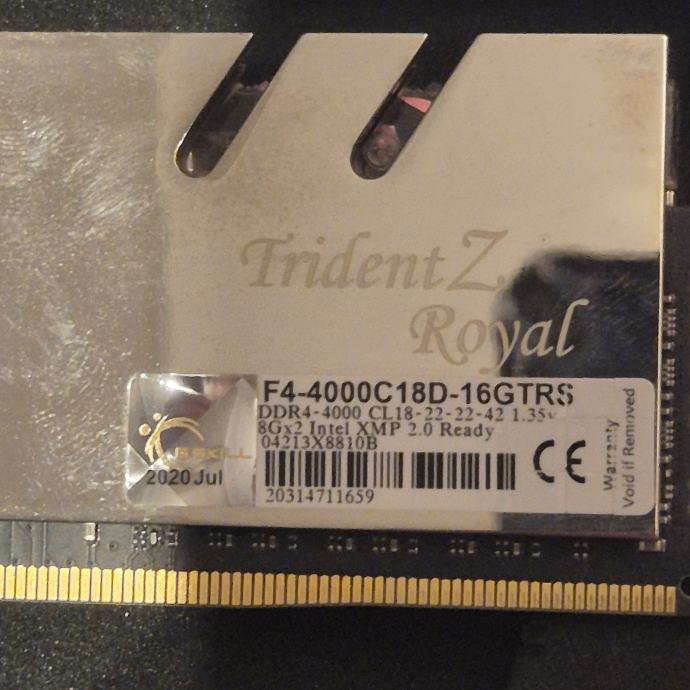 Trident Z
Royal
F4-4000C18D-16GTRS
DDR4-4000 CL18-22-22-42 1.35v
8Gx2 Intel XMP 2.0 Ready
04213X8810B
20314711659
G.SKILL
2020 Jul
CE
Warranty
Void if Removed